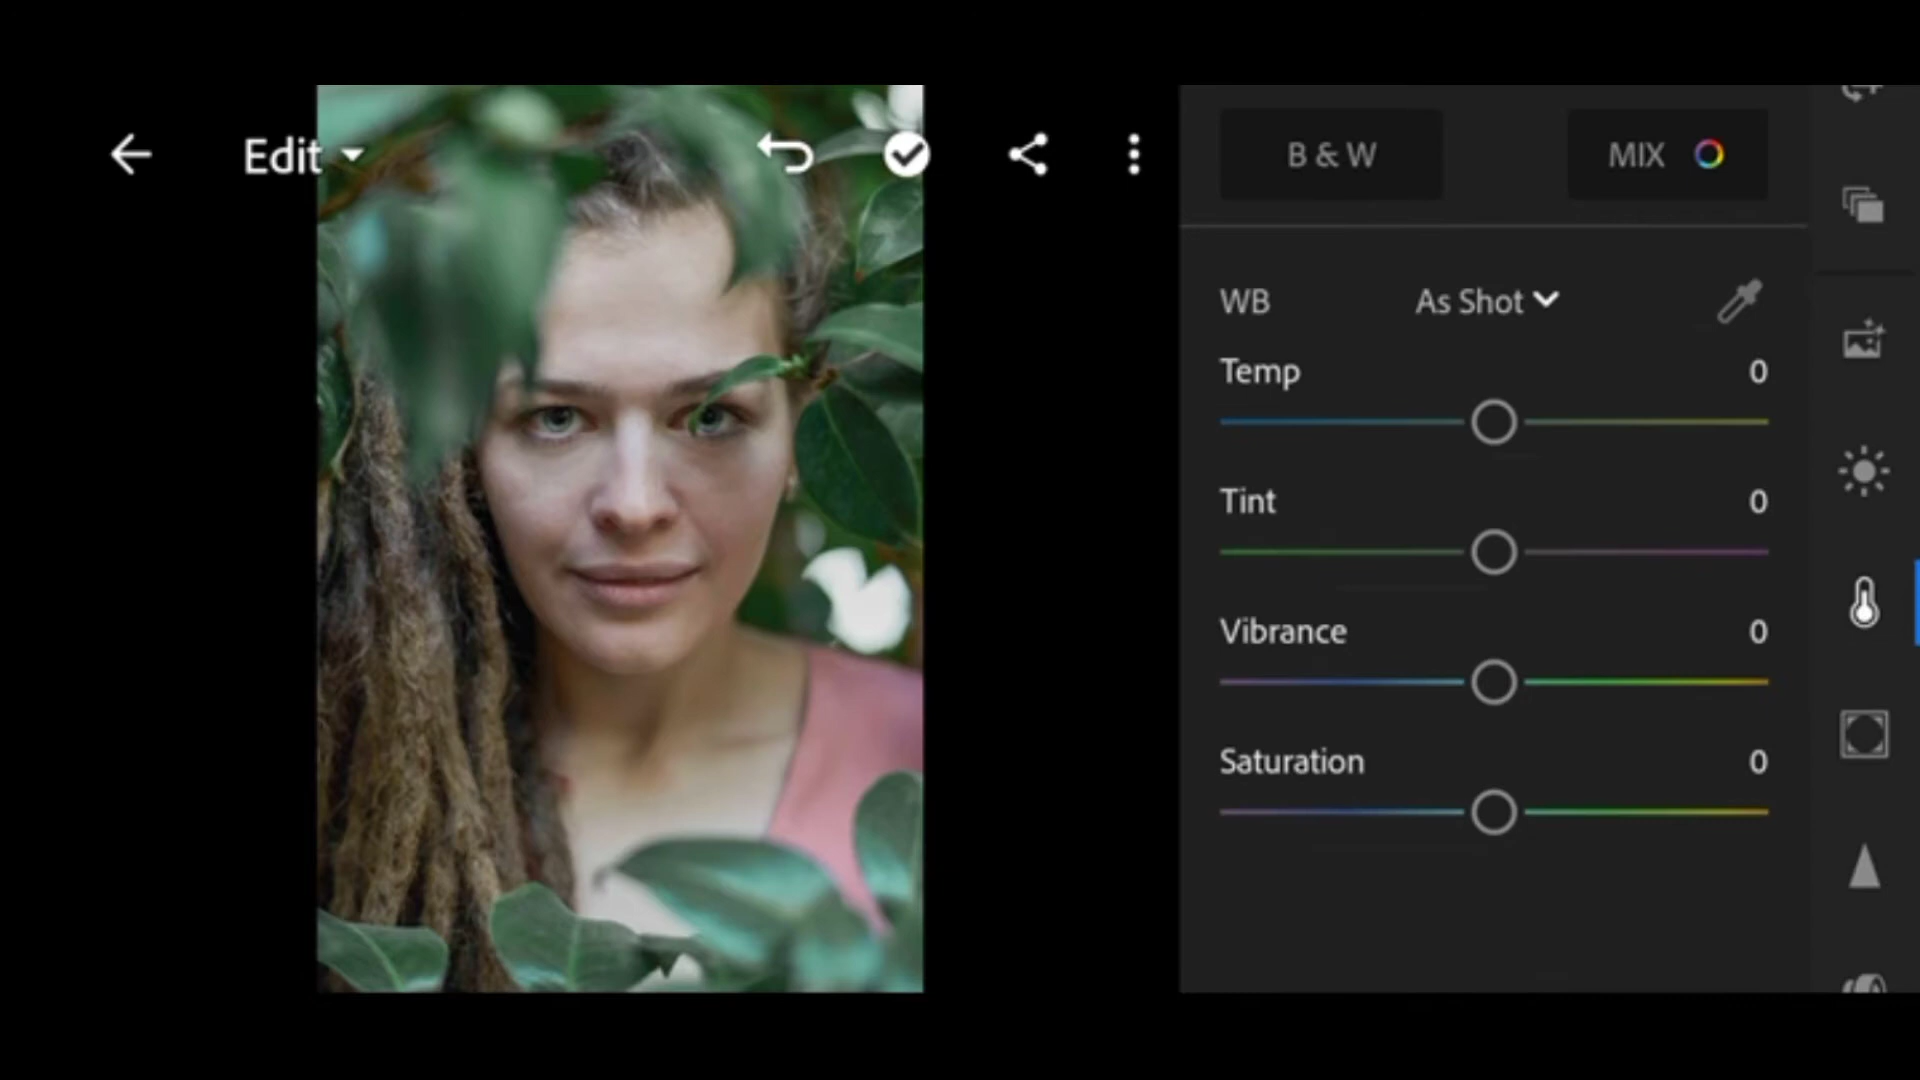 Edit
B & W
MIX
WB
As Shot
Temp
0
Tint
0
Vibrance
0
Saturation
0